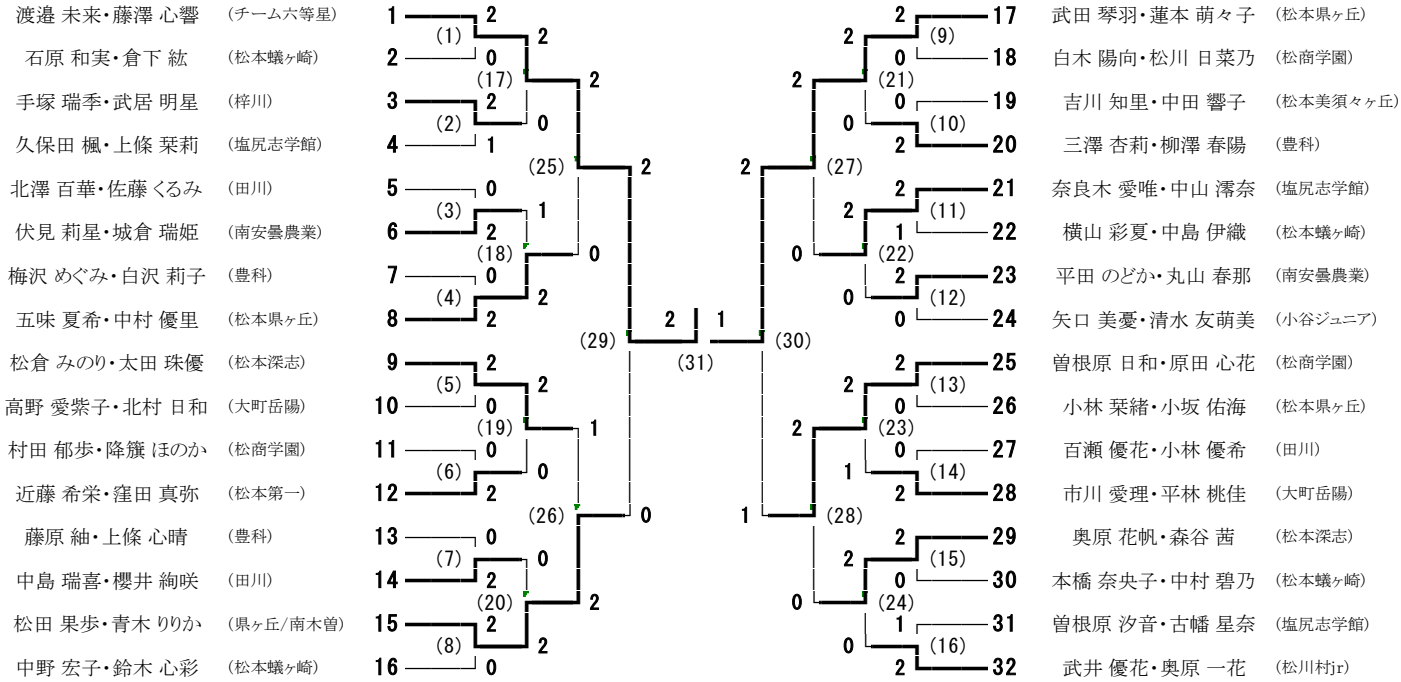 渡邉 未来・藤澤 心響 (チーム六等星) 1 2 2 17 武田 琴羽・蓮本 萌々子 (松本県ヶ丘)
(1) 2 2 (9)
石原 和実・倉下 紘 (松本蟻ヶ崎) 2 0 0 18 白木 陽向・松川 日菜乃 (松商学園)
(17) 2 2 (21)
手塚 瑞季・武居 明星 (梓川) 3 2 0 19 吉川 知里・中田 響子 (松本美須々ヶ丘)
(2) 0 0 (10)
久保田 楓・上條 栞莉 (塩尻志学館) 4 1 2 20 三澤 杏莉・柳澤 春陽 (豊科)
(25) 2 2 (27)
北澤 百華・佐藤 くるみ (田川) 5 0 2 21 奈良木 愛唯・中山 澪奈 (塩尻志学館)
(3) 1 2 (11)
伏見 莉星・城倉 瑞姫 (南安曇農業) 6 2 1 22 横山 彩夏・中島 伊織 (松本蟻ヶ崎)
(18) 0 0 (22)
梅沢 めぐみ・白沢 莉子 (豊科) 7 0 2 23 平田 のどか・丸山 春那 (南安曇農業)
(4) 2 0 (12)
五味 夏希・中村 優里 (松本県ヶ丘) 8 2 2 1 0 24 矢口 美憂・清水 友萌美 (小谷ジュニア)
(29) (31) (30)
松倉 みのり・太田 珠優 (松本深志) 9 2 2 25 曽根原 日和・原田 心花 (松商学園)
(5) 2 2 (13)
高野 愛紫子・北村 日和 (大町岳陽) 10 0 0 26 小林 栞緒・小坂 佑海 (松本県ヶ丘)
(19) 1 2 (23)
村田 郁歩・降籏 ほのか (松商学園) 11 0 0 27 百瀬 優花・小林 優希 (田川)
(6) 0 1 (14)
近藤 希栄・窪田 真弥 (松本第一) 12 2 2 28 市川 愛理・平林 桃佳 (大町岳陽)
(26) 0 1 (28)
藤原 紬・上條 心晴 (豊科) 13 0 2 29 奥原 花帆・森谷 茜 (松本深志)
(7) 0 2 (15)
中島 瑞喜・櫻井 絢咲 (田川) 14 2 0 30 本橋 奈央子・中村 碧乃 (松本蟻ヶ崎)
(20) 2 0 (24)
松田 果歩・青木 りりか (県ヶ丘/南木曽) 15 2 1 31 曽根原 汐音・古幡 星奈 (塩尻志学館)
(8) 2 0 (16)
中野 宏子・鈴木 心彩 (松本蟻ヶ崎) 16 0 2 32 武井 優花・奥原 一花 (松川村jr)